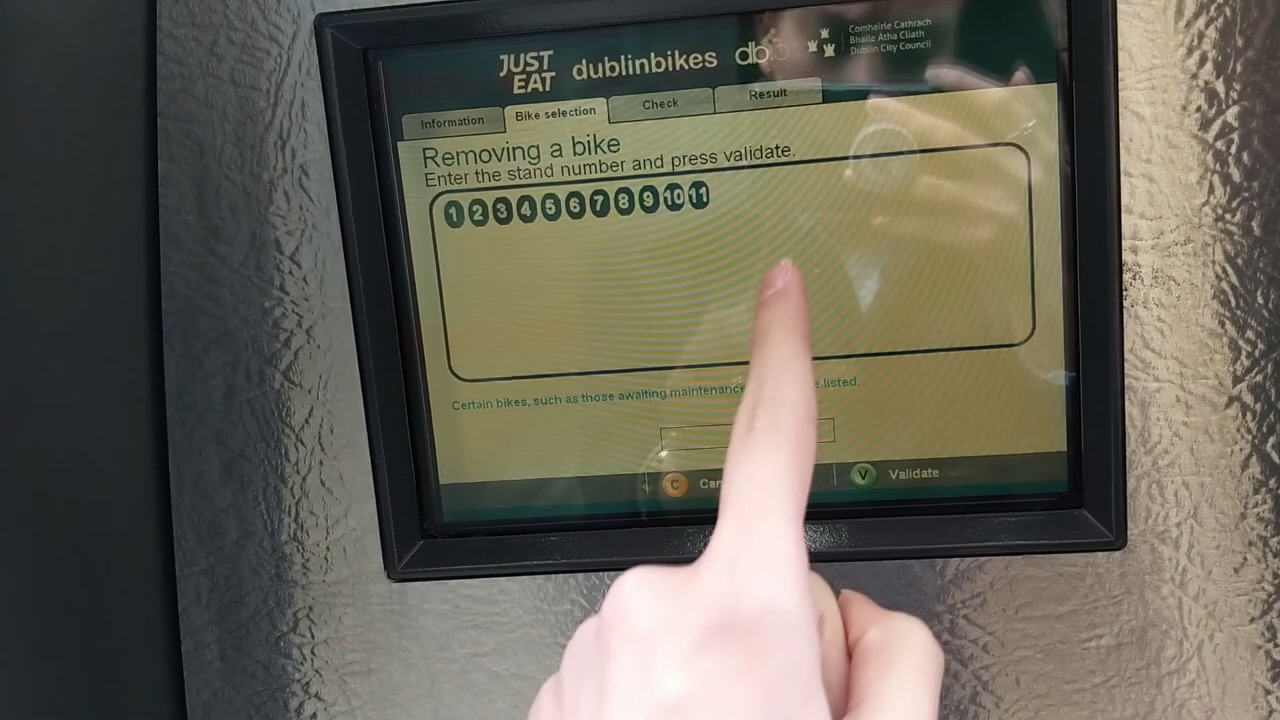 JUST
EAT
dublinbikes
db
Comhairle Cathrach
Bhaile Átha Cliath
Dublin City Council
Information
Bike selection
Check
Result
Removing a bike
Enter the stand number and press validate.
1 2 3 4 5 6 7 8 9 10 11
Certain bikes, such as those awaiting maintenance listed.
C
V Validate